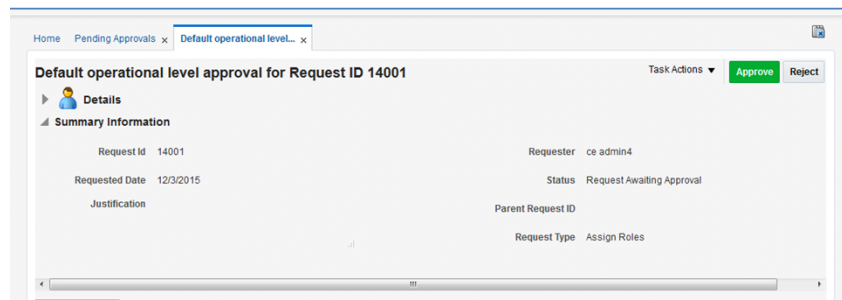 Home Pending Approvals x Default operational level... x
Default operational level approval for Request ID 14001 Task Actions ▼ Approve Reject
Details
Summary Information
Request Id 14001 Requester ce admin4
Requested Date 12/3/2015 Status Request Awaiting Approval
Justification Parent Request ID
Request Type Assign Roles